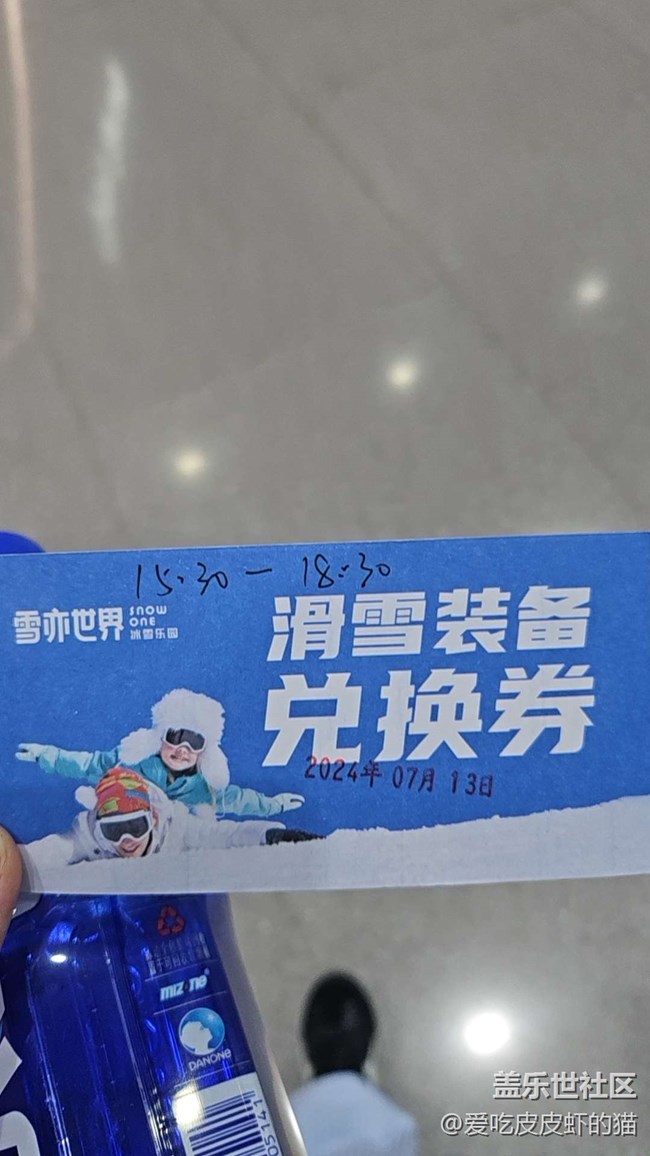 15:30 — 18:30
雪亦世界
SNOW
ONE
冰雪乐园
滑雪装备
兑换券
2024年 07月 13日
mizone
DANONE
05141
盖乐世社区
@爱吃皮皮虾的猫